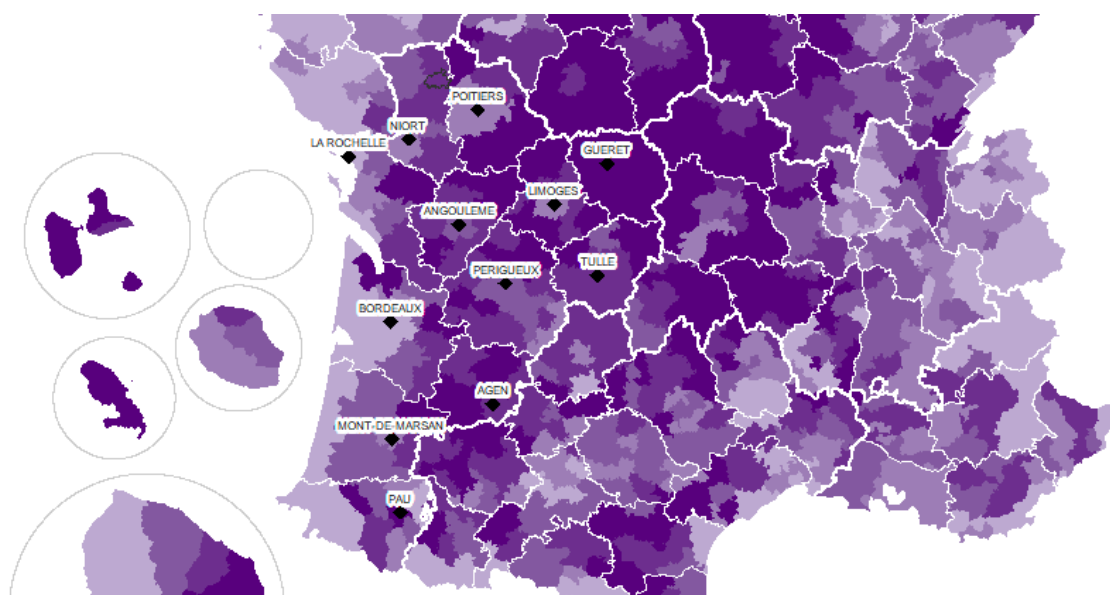 POITIERS
NIORT
LA ROCHELLE
GUERET
LIMOGES
ANGOULEME
TULLE
PERIGUEUX
BORDEAUX
AGEN
MONT-DE-MARSAN
PAU